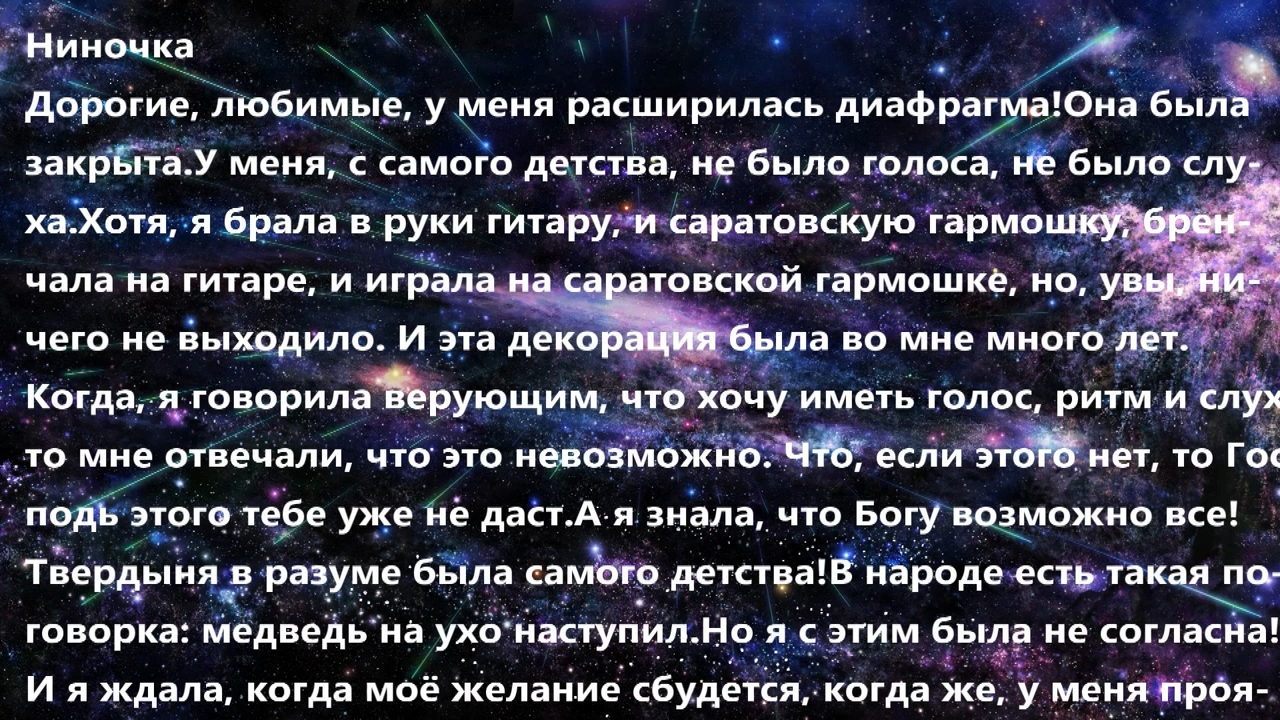 Ниночка
Дорогие, любимые, у меня расширилась диафрагма!Она была
закрыта.У меня, с самого детства, не было голоса, не было слу-
ха.Хотя, я брала в руки гитару, и саратовскую гармошку, брен-
чала на гитаре, и играла на саратовской гармошке, но, увы, ни-
чего не выходило. И эта декорация была во мне много лет.
Когда, я говорила верующим, что хочу иметь голос, ритм и слух
то мне отвечали, что это невозможно. Что, если этого нет, то Гос
подь этого тебе уже не даст.А я знала, что Богу возможно все!
Твердыня в разуме была самого детства!В народе есть такая по-
говорка: медведь на ухо наступил.Но я с этим была не согласна!
И я ждала, когда моё желание сбудется, когда же, у меня проя-